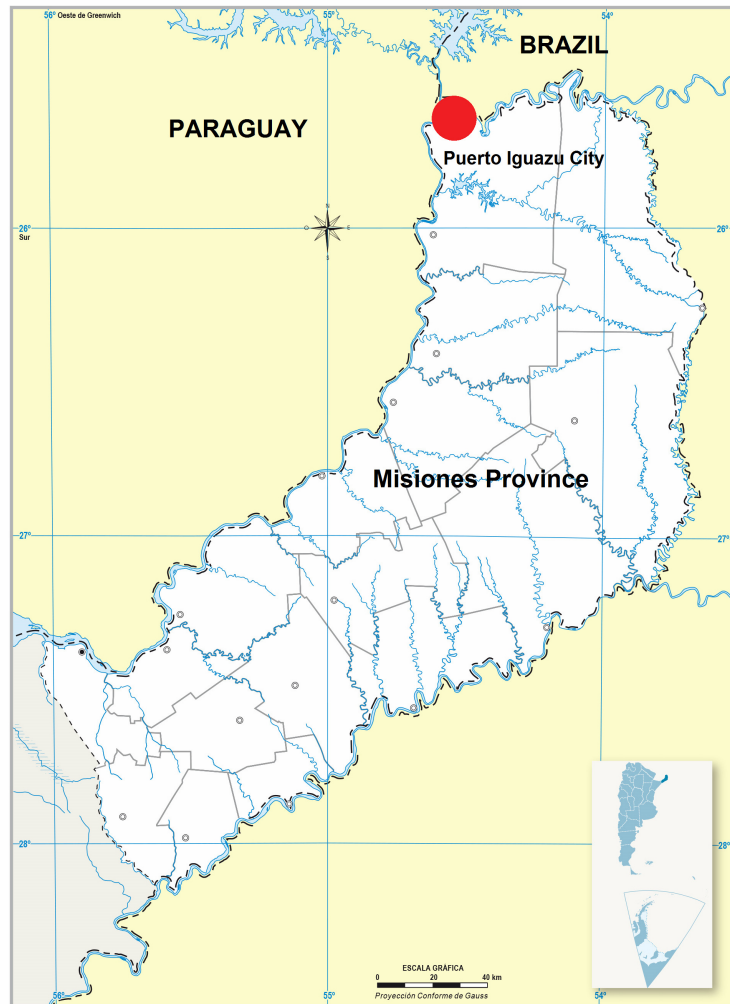 56° Oeste de Greenwich
55°
54°
BRAZIL
PARAGUAY
Puerto Iguazu City
N
O
E
S
26°
Sur
26°
Misiones Province
27°
27°
28°
28°
ESCALA GRÁFICA
0 20 40 km
Proyección Conforme de Gauss
56°
55°
54°